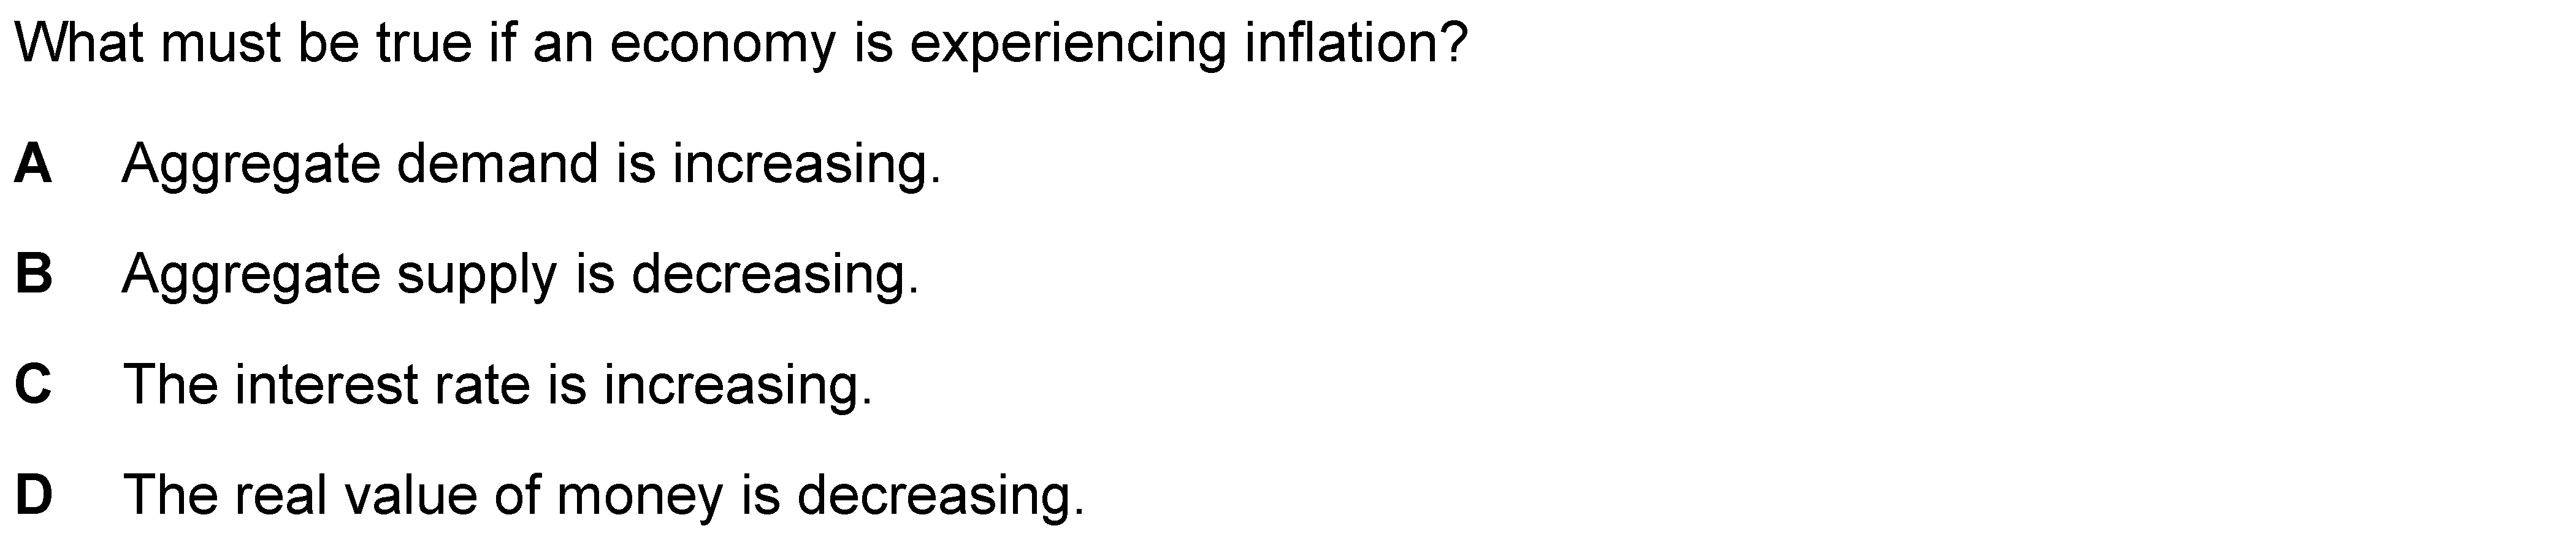 What must be true if an economy is experiencing inflation?
A Aggregate demand is increasing.
B Aggregate supply is decreasing.
C The interest rate is increasing.
D The real value of money is decreasing.